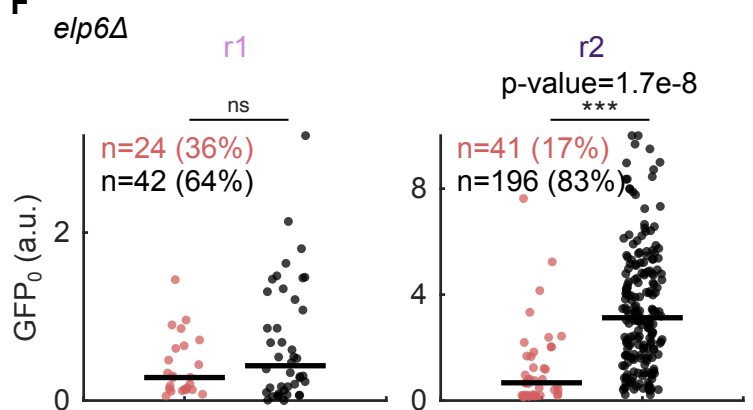 F
elp6Δ
r1
ns
n=24 (36%)
n=42 (64%)
GFP₀ (a.u.)
2
0
r2
p-value=1.7e-8
***
n=41 (17%)
n=196 (83%)
8
4
0